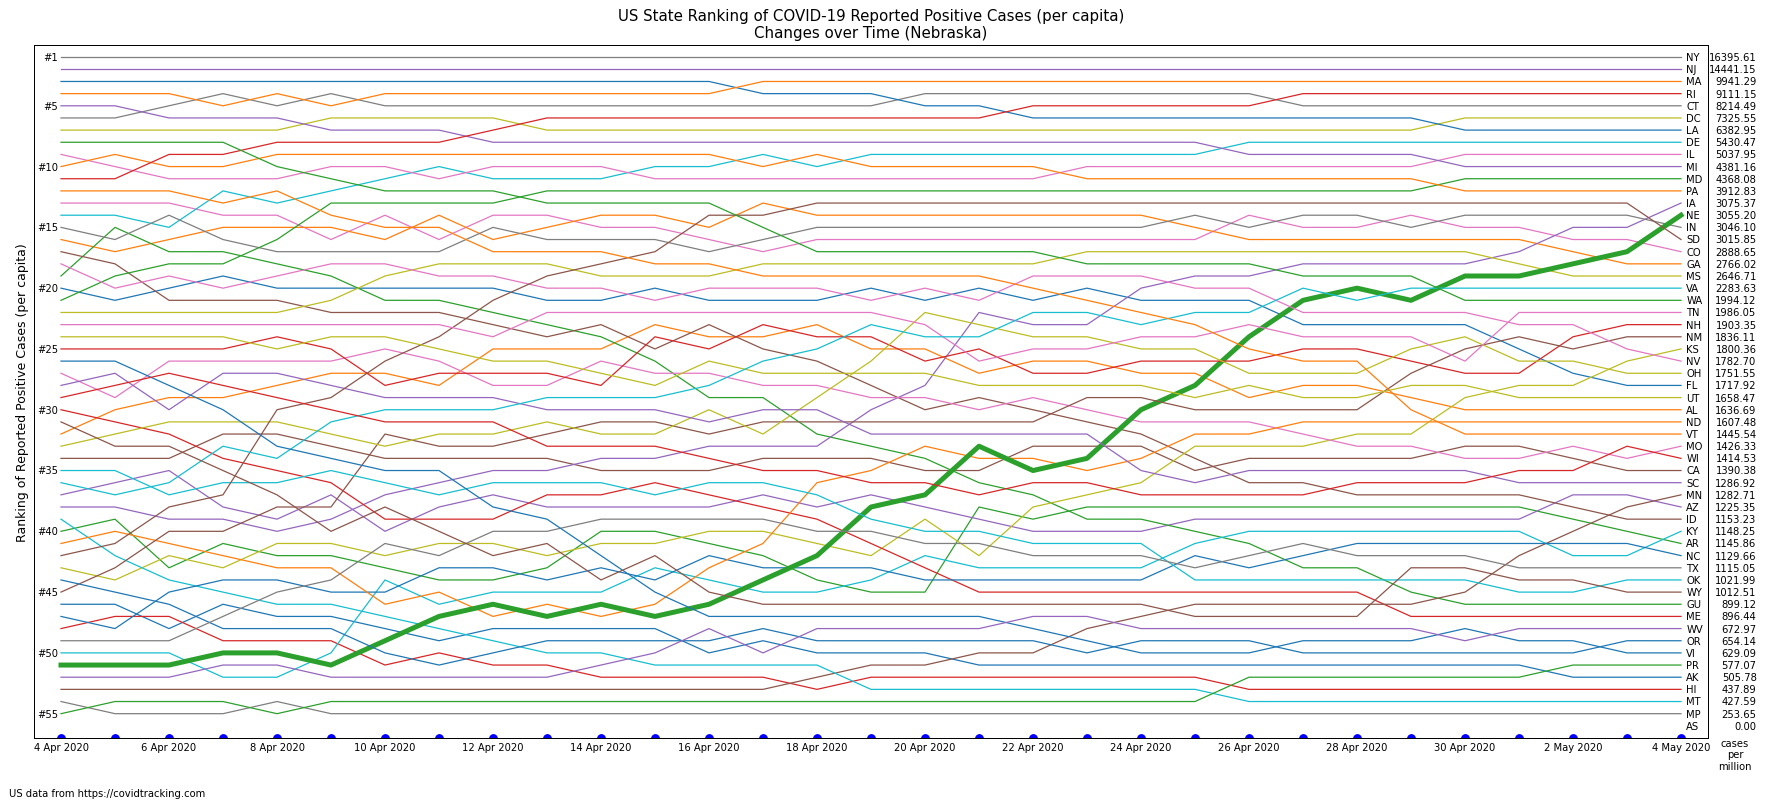 US State Ranking of COVID-19 Reported Positive Cases (per capita)
Changes over Time (Nebraska)
Ranking of Reported Positive Cases (per capita)
#1
#5
#10
#15
#20
#25
#30
#35
#40
#45
#50
#55
NY 16395.61
NJ 14441.15
MA 9941.29
RI 9111.15
CT 8214.49
DC 7325.55
LA 6382.95
DE 5430.47
IL 5037.95
MI 4381.16
MD 4368.08
PA 3912.83
IA 3075.37
NE 3055.20
IN 3046.10
SD 3015.85
CO 2888.65
GA 2766.02
MS 2646.71
VA 2283.63
WA 1994.12
TN 1986.05
NH 1903.35
NM 1836.11
KS 1800.36
NV 1782.70
OH 1751.55
FL 1717.92
UT 1658.47
AL 1636.69
ND 1607.48
VT 1445.54
MO 1426.33
WI 1414.53
CA 1390.38
SC 1286.92
MN 1282.71
AZ 1225.35
ID 1153.23
KY 1148.25
AR 1145.86
NC 1129.66
TX 1115.05
OK 1021.99
WY 1012.51
GU 899.12
ME 896.44
WV 672.97
OR 654.14
VI 629.09
PR 577.07
AK 505.78
HI 437.89
MT 427.59
MP 253.65
AS 0.00
4 Apr 2020 6 Apr 2020 8 Apr 2020 10 Apr 2020 12 Apr 2020 14 Apr 2020 16 Apr 2020 18 Apr 2020 20 Apr 2020 22 Apr 2020 24 Apr 2020 26 Apr 2020 28 Apr 2020 30 Apr 2020 2 May 2020 4 May 2020
cases
per
million
US data from https://covidtracking.com